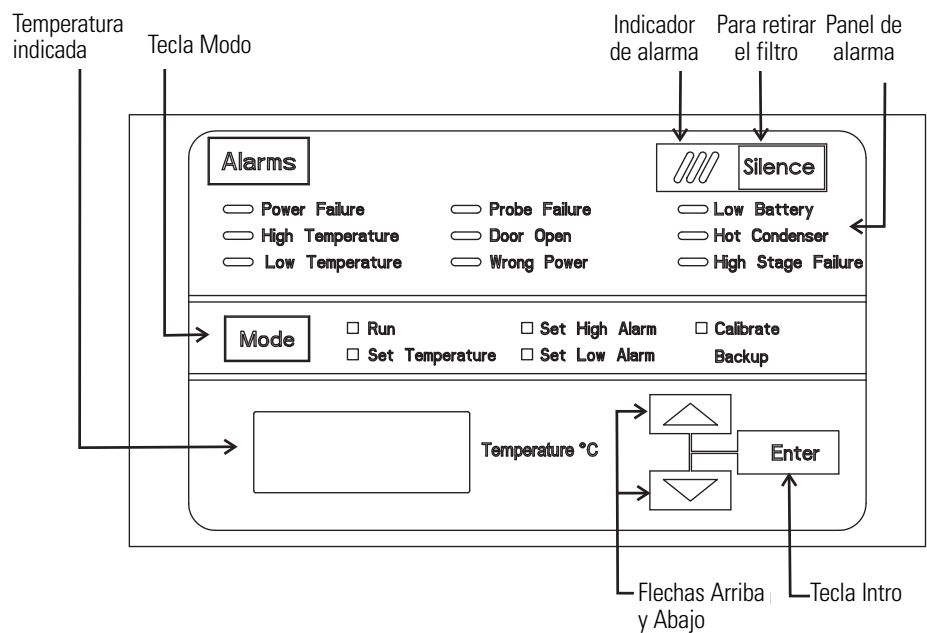 Temperatura
indicada
Tecla Modo
Indicador
de alarma
Para retirar
el filtro
Panel de
alarma
Alarms
Silence
Power Failure
Probe Failure
Low Battery
High Temperature
Door Open
Hot Condenser
Low Temperature
Wrong Power
High Stage Failure
Mode
Run
Set High Alarm
Calibrate
Set Temperature
Set Low Alarm
Backup
Temperature °C
Enter
Flechas Arriba
y Abajo
Tecla Intro